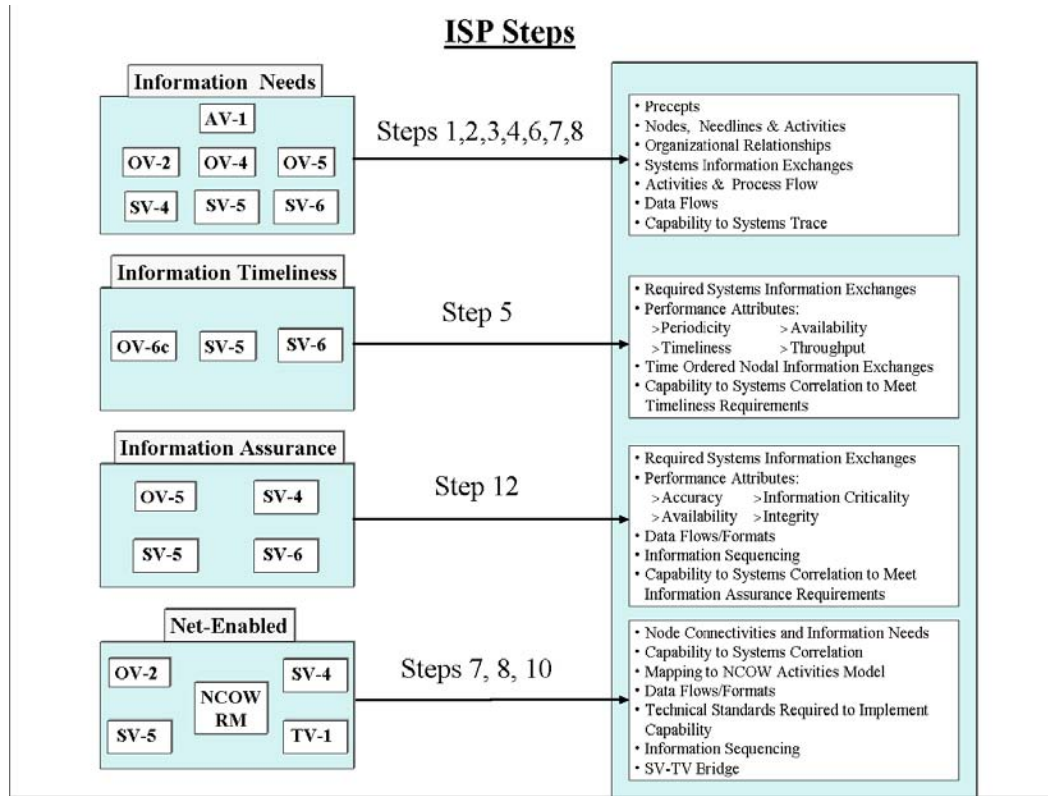 ISP Steps
Information Needs
AV-1
OV-2 OV-4 OV-5
SV-4 SV-5 SV-6
Steps 1,2,3,4,6,7,8
• Precepts
• Nodes, Needlines & Activities
• Organizational Relationships
• Systems Information Exchanges
• Activities & Process Flow
• Data Flows
• Capability to Systems Trace
Information Timeliness
OV-6c SV-5 SV-6
Step 5
• Required Systems Information Exchanges
• Performance Attributes:
>Periodicity >Availability
>Timeliness >Throughput
• Time Ordered Nodal Information Exchanges
• Capability to Systems Correlation to Meet
Timeliness Requirements
Information Assurance
OV-5 SV-4
SV-5 SV-6
Step 12
• Required Systems Information Exchanges
• Performance Attributes:
>Accuracy >Information Criticality
>Availability >Integrity
• Data Flows/Formats
• Information Sequencing
• Capability to Systems Correlation to Meet
Information Assurance Requirements
Net-Enabled
OV-2 SV-4
NCOW
RM
SV-5 TV-1
Steps 7, 8, 10
• Node Connectivities and Information Needs
• Capability to Systems Correlation
• Mapping to NCOW Activities Model
• Data Flows/Formats
• Technical Standards Required to Implement
Capability
• Information Sequencing
• SV-TV Bridge